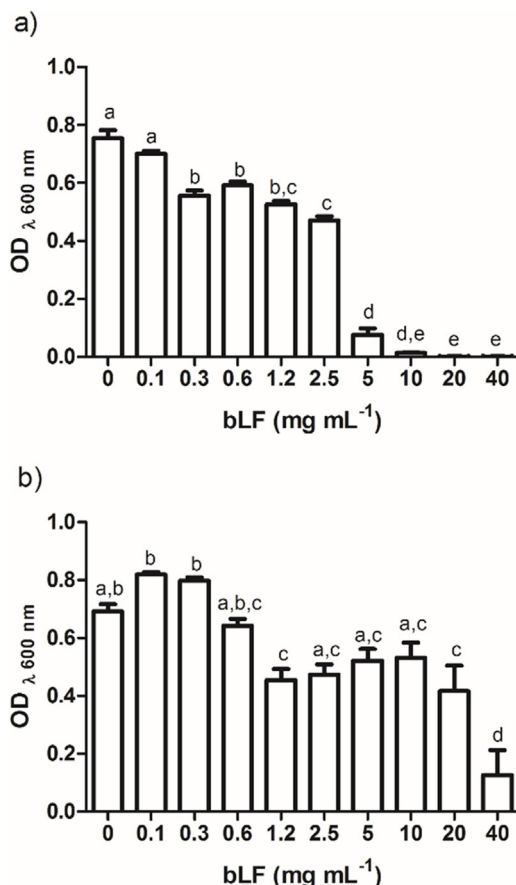 a)
1.0
0.8
0.6
0.4
0.2
0.0
OD λ 600 nm
a a b b b,c c d d,e e e
0 0.1 0.3 0.6 1.2 2.5 5 10 20 40
bLF (mg mL⁻¹)
b)
1.0
0.8
0.6
0.4
0.2
0.0
OD λ 600 nm
a,b b b a,b,c c a,c a,c a,c c d
0 0.1 0.3 0.6 1.2 2.5 5 10 20 40
bLF (mg mL⁻¹)